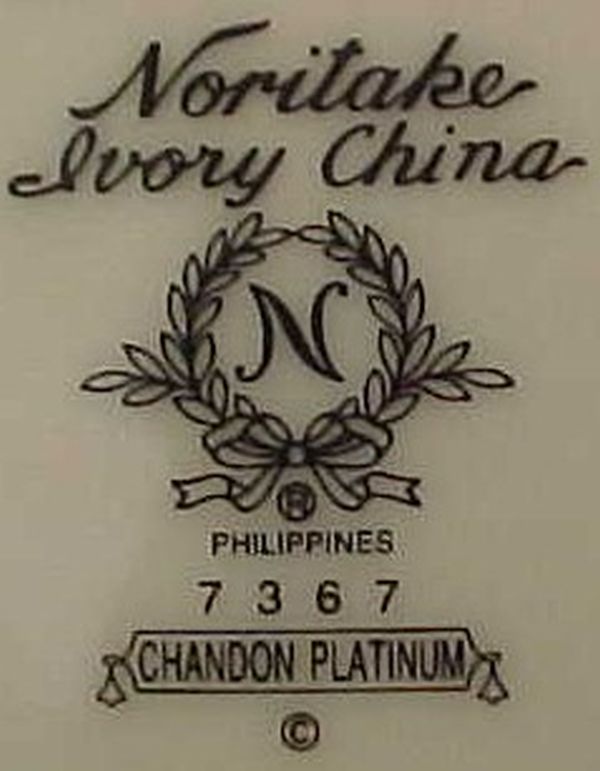 Noritake
Ivory China
N
®
PHILIPPINES
7367
CHANDON PLATINUM
©